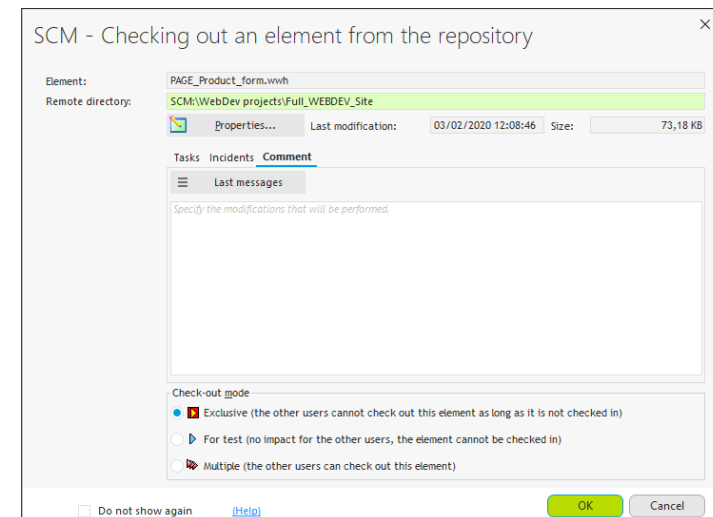 SCM - Checking out an element from the repository
Element: PAGE_Product_form.wwh
Remote directory: SCM:\WebDev projects\Full_WEBDEV_Site
Properties... Last modification: 03/02/2020 12:08:46 Size: 73,18 KB
Tasks Incidents Comment
Last messages
Specify the modifications that will be performed.
Check-out mode
Exclusive (the other users cannot check out this element as long as it is not checked in)
For test (no impact for the other users, the element cannot be checked in)
Multiple (the other users can check out this element)
Do not show again (Help) OK Cancel